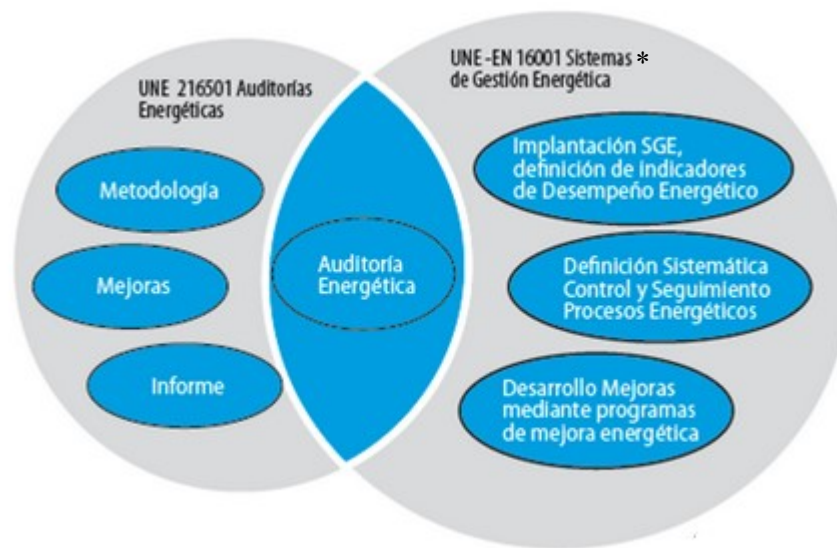 UNE 216501 Auditorías
Energéticas
Metodología
Mejoras
Informe
Auditoría
Energética
UNE -EN 16001 Sistemas *
de Gestión Energética
Implantación SGE,
definición de indicadores
de Desempeño Energético
Definición Sistemática
Control y Seguimiento
Procesos Energéticos
Desarrollo Mejoras
mediante programas
de mejora energética